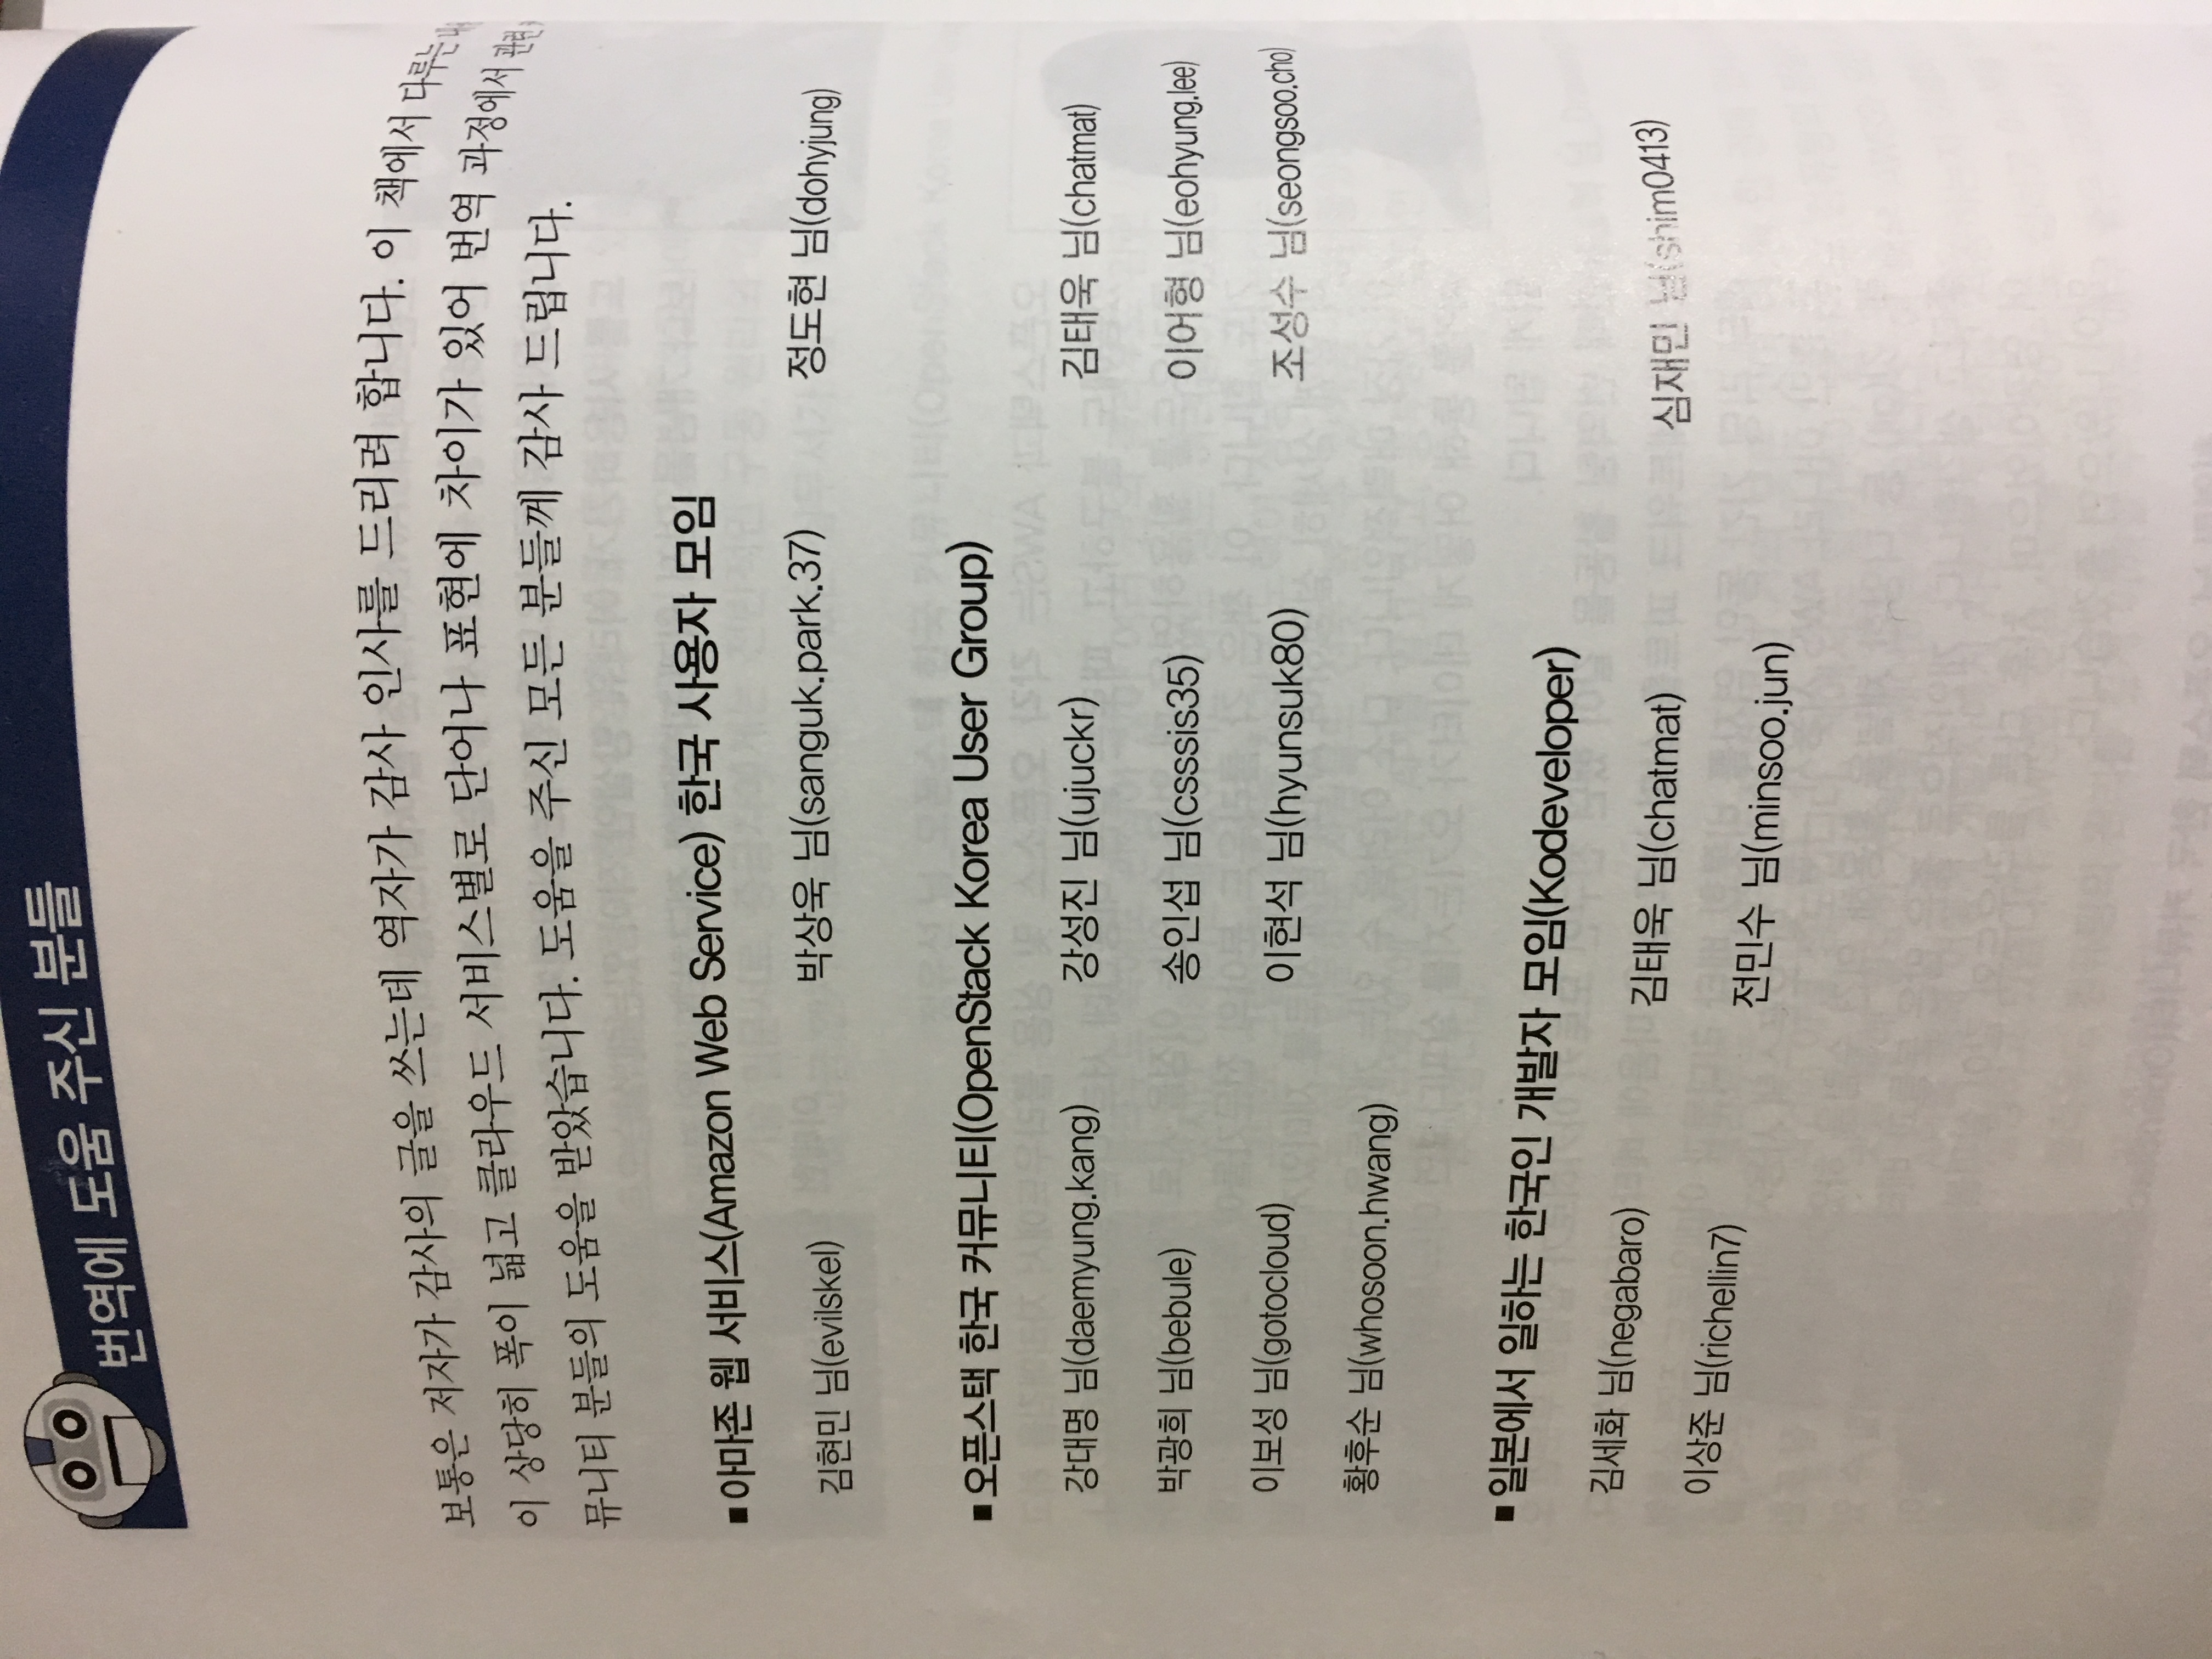 번역에 도움 주신 분들
보통은 저자가 감사의 글을 쓰는데 역자가 감사 인사를 드리려 합니다. 이 책에서 다루는
이 상당히 폭이 넓고 클라우드 서비스별로 단어나 표현에 차이가 있어 번역 과정에서 관련
뮤니티 분들의 도움을 받았습니다. 도움을 주신 모든 분들께 감사 드립니다.
■ 아마존 웹 서비스(Amazon Web Service) 한국 사용자 모임
김현민 님(evilskel) 박상욱 님(sanguk.park.37) 정도현 님(dohyjung)
■ 오픈스택 한국 커뮤니티(OpenStack Korea User Group)
강대명 님(daemyung.kang) 강성진 님(ujuckr) 김태욱 님(chatmat)
박광희 님(bebule) 송인섭 님(csssis35) 이어형 님(eohyung.lee)
이보성 님(gotocloud) 이현석 님(hyunsuk80) 조성수 님(seongsoo.cho)
황후순 님(whosoon.hwang)
■ 일본에서 일하는 한국인 개발자 모임(Kodeveloper)
김세화 님(negabaro) 김태욱 님(chatmat) 심재민 님(shim0413)
이상준 님(richellin7) 전민수 님(minsoo.jun)